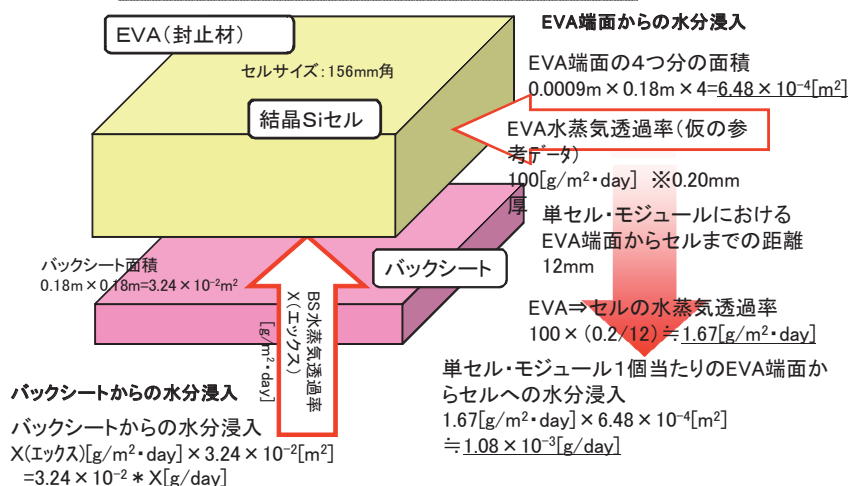 EVA（封止材）
セルサイズ：156mm角
結晶Siセル
バックシート
バックシート面積
0.18m×0.18m=3.24×10⁻²m²
BS水蒸気透過率
X（エックス）
[g/m²・day]
バックシートからの水分浸入
バックシートからの水分浸入
X(エックス)[g/m²・day]×3.24×10⁻²[m²]
=3.24×10⁻²＊X[g/day]
EVA端面からの水分浸入
EVA端面の4つ分の面積
0.0009m×0.18m×4=6.48×10⁻⁴[m²]
EVA水蒸気透過率（仮の参
考データ）
100[g/m²・day]　※0.20mm
厚
単セル・モジュールにおける
EVA端面からセルまでの距離
12mm
EVA⇒セルの水蒸気透過率
100×(0.2/12)≒1.67[g/m²・day]
単セル・モジュール1個当たりのEVA端面か
らセルへの水分浸入
1.67[g/m²・day]×6.48×10⁻⁴[m²]
≒1.08×10⁻³[g/day]